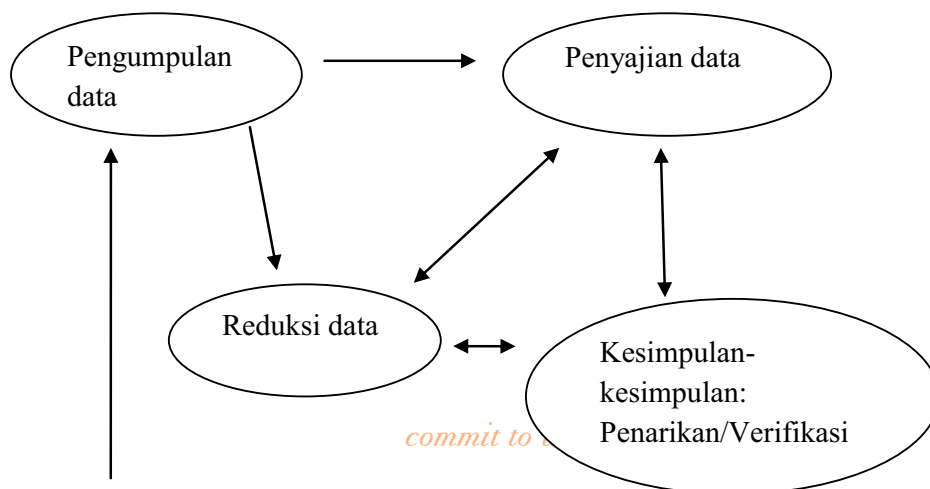 Pengumpulan
data
Penyajian data
Reduksi data
Kesimpulan-
kesimpulan:
Penarikan/Verifikasi
commit to